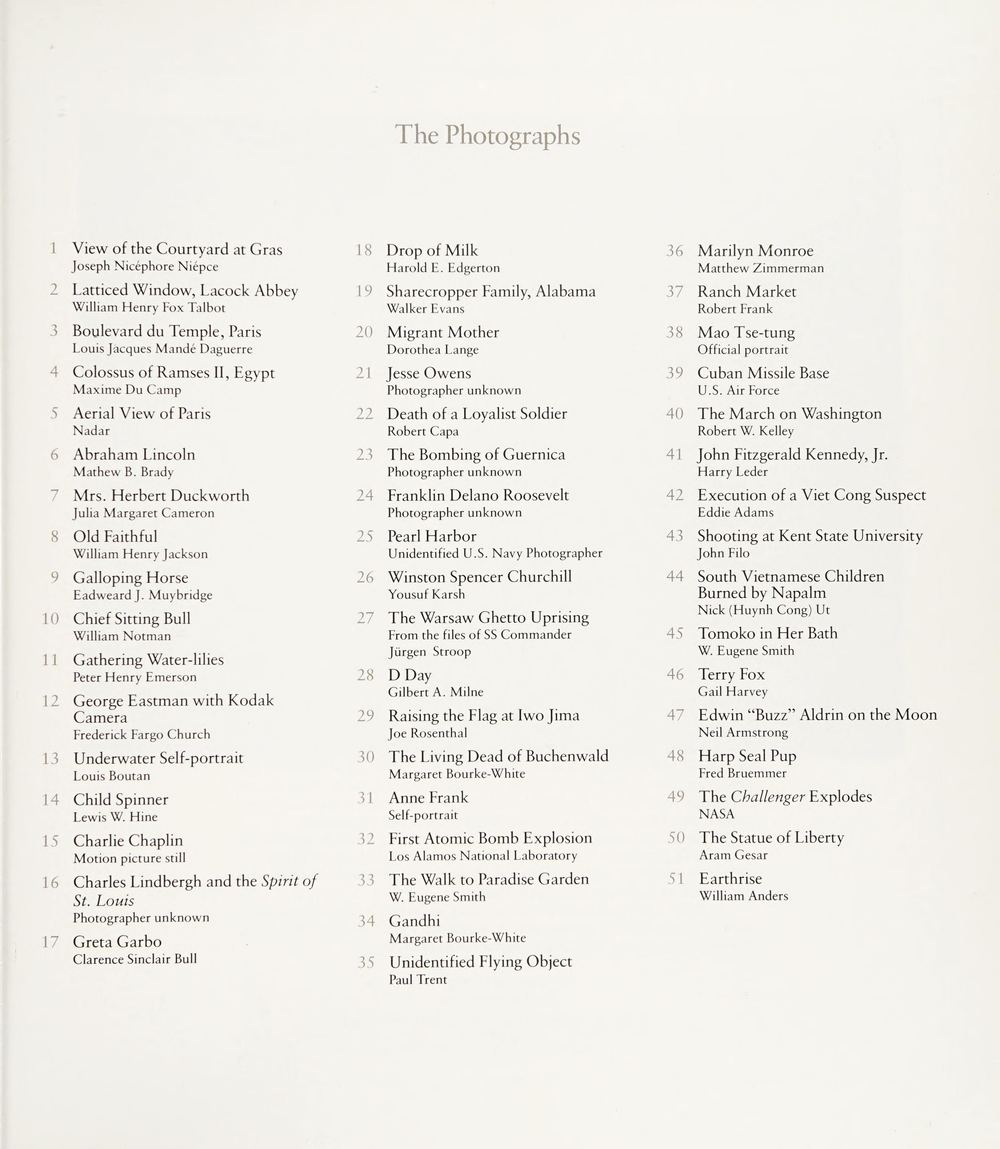 The Photographs
1 View of the Courtyard at Gras
Joseph Nicéphore Niépce
2 Latticed Window, Lacock Abbey
William Henry Fox Talbot
3 Boulevard du Temple, Paris
Louis Jacques Mandé Daguerre
4 Colossus of Ramses II, Egypt
Maxime Du Camp
5 Aerial View of Paris
Nadar
6 Abraham Lincoln
Mathew B. Brady
7 Mrs. Herbert Duckworth
Julia Margaret Cameron
8 Old Faithful
William Henry Jackson
9 Galloping Horse
Eadweard J. Muybridge
10 Chief Sitting Bull
William Notman
11 Gathering Water-lilies
Peter Henry Emerson
12 George Eastman with Kodak
Camera
Frederick Fargo Church
13 Underwater Self-portrait
Louis Boutan
14 Child Spinner
Lewis W. Hine
15 Charlie Chaplin
Motion picture still
16 Charles Lindbergh and the Spirit of
St. Louis
Photographer unknown
17 Greta Garbo
Clarence Sinclair Bull
18 Drop of Milk
Harold E. Edgerton
19 Sharecropper Family, Alabama
Walker Evans
20 Migrant Mother
Dorothea Lange
21 Jesse Owens
Photographer unknown
22 Death of a Loyalist Soldier
Robert Capa
23 The Bombing of Guernica
Photographer unknown
24 Franklin Delano Roosevelt
Photographer unknown
25 Pearl Harbor
Unidentified U.S. Navy Photographer
26 Winston Spencer Churchill
Yousuf Karsh
27 The Warsaw Ghetto Uprising
From the files of SS Commander
Jürgen Stroop
28 D Day
Gilbert A. Milne
29 Raising the Flag at Iwo Jima
Joe Rosenthal
30 The Living Dead of Buchenwald
Margaret Bourke-White
31 Anne Frank
Self-portrait
32 First Atomic Bomb Explosion
Los Alamos National Laboratory
33 The Walk to Paradise Garden
W. Eugene Smith
34 Gandhi
Margaret Bourke-White
35 Unidentified Flying Object
Paul Trent
36 Marilyn Monroe
Matthew Zimmerman
37 Ranch Market
Robert Frank
38 Mao Tse-tung
Official portrait
39 Cuban Missile Base
U.S. Air Force
40 The March on Washington
Robert W. Kelley
41 John Fitzgerald Kennedy, Jr.
Harry Leder
42 Execution of a Viet Cong Suspect
Eddie Adams
43 Shooting at Kent State University
John Filo
44 South Vietnamese Children
Burned by Napalm
Nick (Huynh Cong) Ut
45 Tomoko in Her Bath
W. Eugene Smith
46 Terry Fox
Gail Harvey
47 Edwin “Buzz” Aldrin on the Moon
Neil Armstrong
48 Harp Seal Pup
Fred Bruemmer
49 The Challenger Explodes
NASA
50 The Statue of Liberty
Aram Gesar
51 Earthrise
William Anders